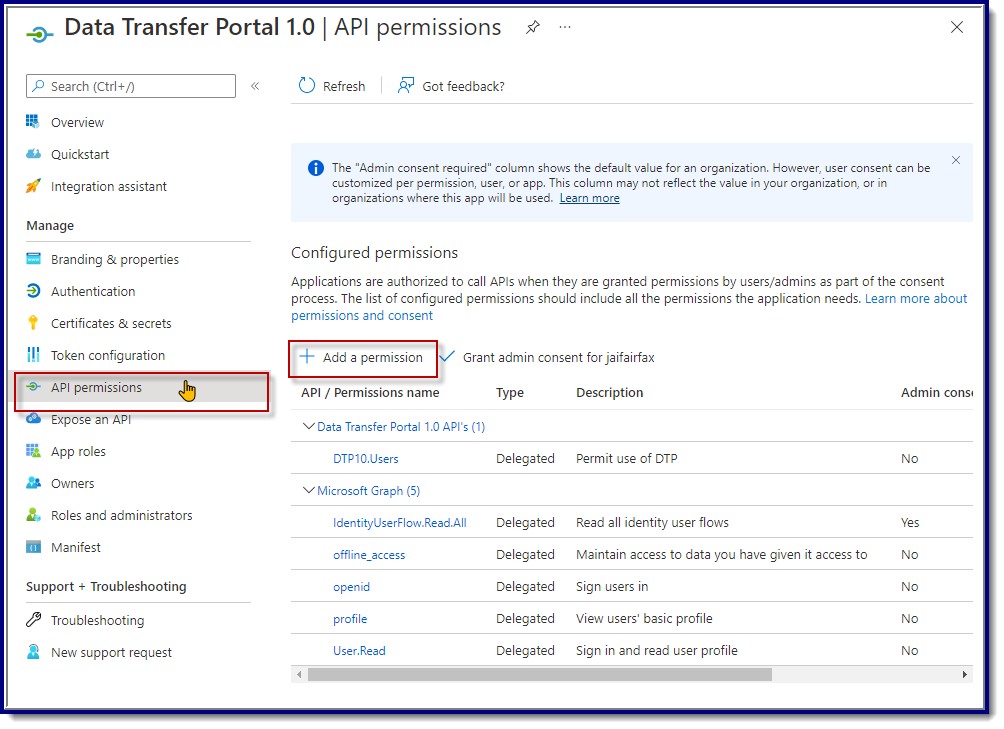 Data Transfer Portal 1.0 | API permissions
Search (Ctrl+/)
Refresh
Got feedback?
Overview
Quickstart
Integration assistant
Manage
Branding & properties
Authentication
Certificates & secrets
Token configuration
API permissions
Expose an API
App roles
Owners
Roles and administrators
Manifest
Support + Troubleshooting
Troubleshooting
New support request
The "Admin consent required" column shows the default value for an organization. However, user consent can be
customized per permission, user, or app. This column may not reflect the value in your organization, or in
organizations where this app will be used. Learn more
Configured permissions
Applications are authorized to call APIs when they are granted permissions by users/admins as part of the consent
process. The list of configured permissions should include all the permissions the application needs. Learn more about
permissions and consent
Add a permission
Grant admin consent for jaifairfax
API / Permissions name Type Description Admin conse
Data Transfer Portal 1.0 API's (1)
DTP10.Users Delegated Permit use of DTP No
Microsoft Graph (5)
IdentityUserFlow.Read.All Delegated Read all identity user flows Yes
offline_access Delegated Maintain access to data you have given it access to No
openid Delegated Sign users in No
profile Delegated View users' basic profile No
User.Read Delegated Sign in and read user profile No